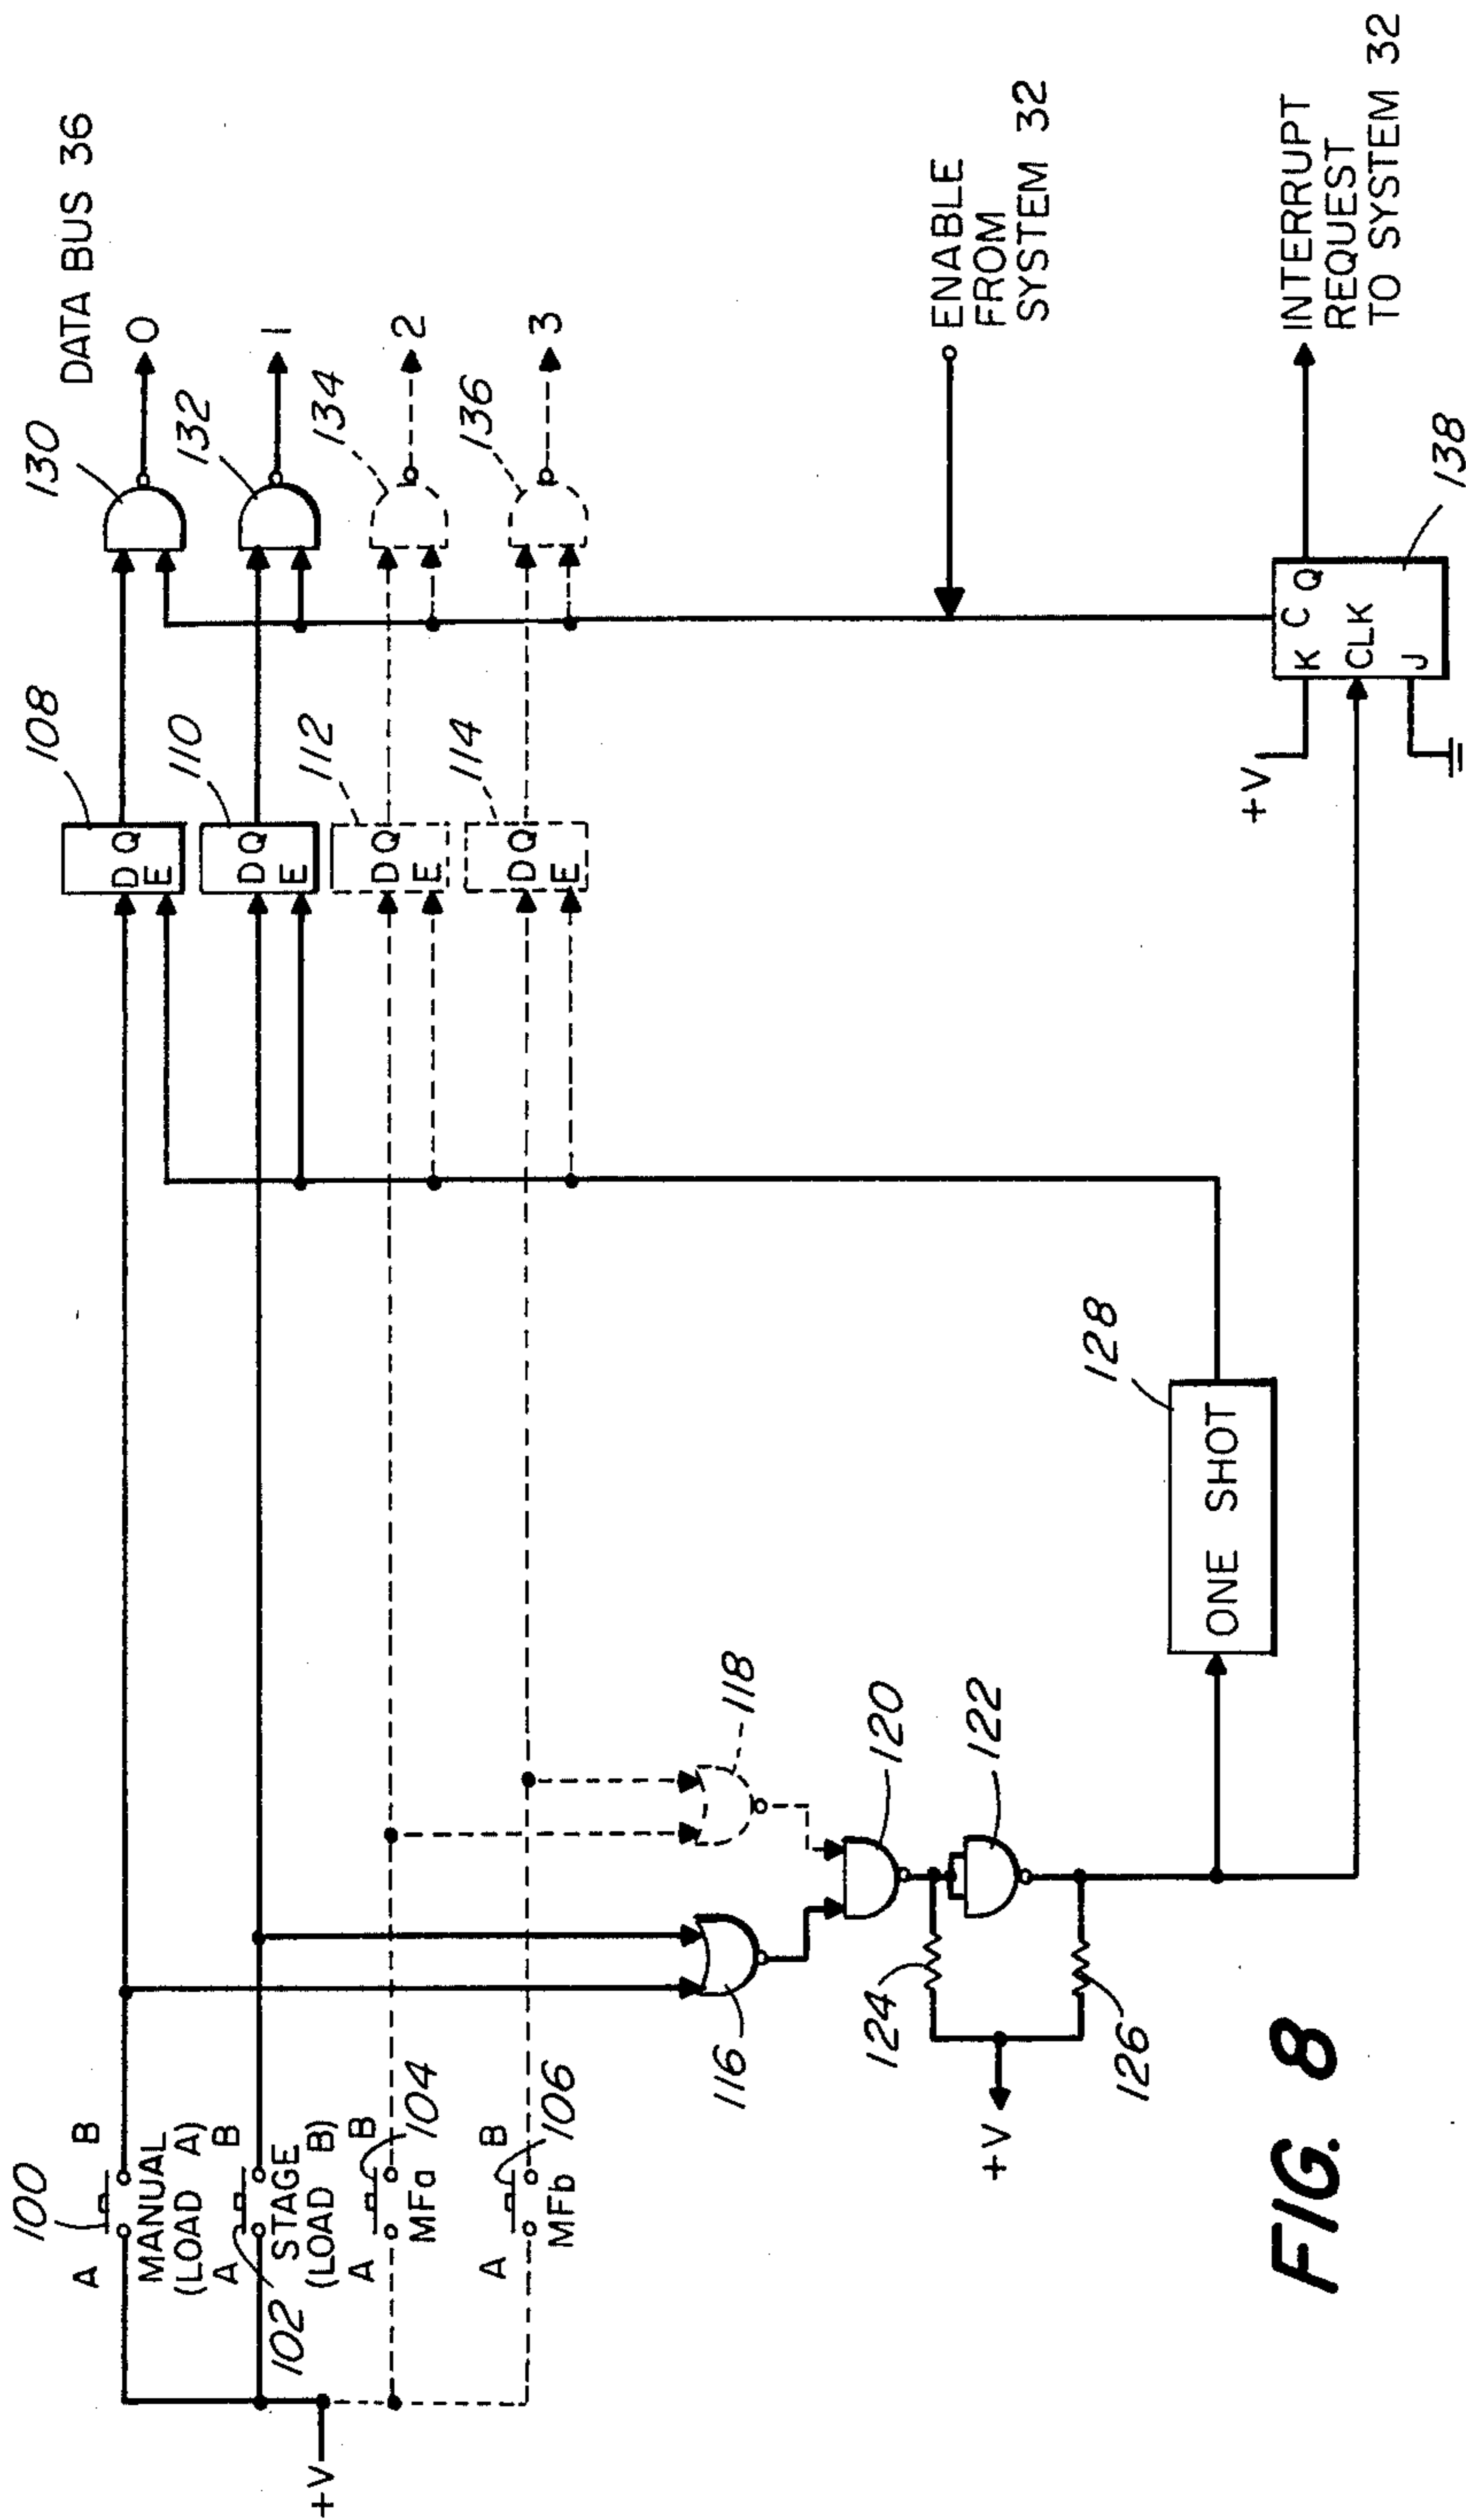 DATA BUS 36
100
A
B
MANUAL
(LOAD A)
102
A
B
STAGE
(LOAD B)
104
A
B
MFa
106
A
B
MFb
+V
108
D Q
E
110
D Q
E
112
D Q
E
114
D Q
E
130
0
132
1
134
2
136
3
116
118
120
122
124
126
+V
128
ONE SHOT
ENABLE
FROM
SYSTEM 32
+V
K C Q
CLK
J
138
INTERRUPT
REQUEST
TO SYSTEM 32
FIG. 8